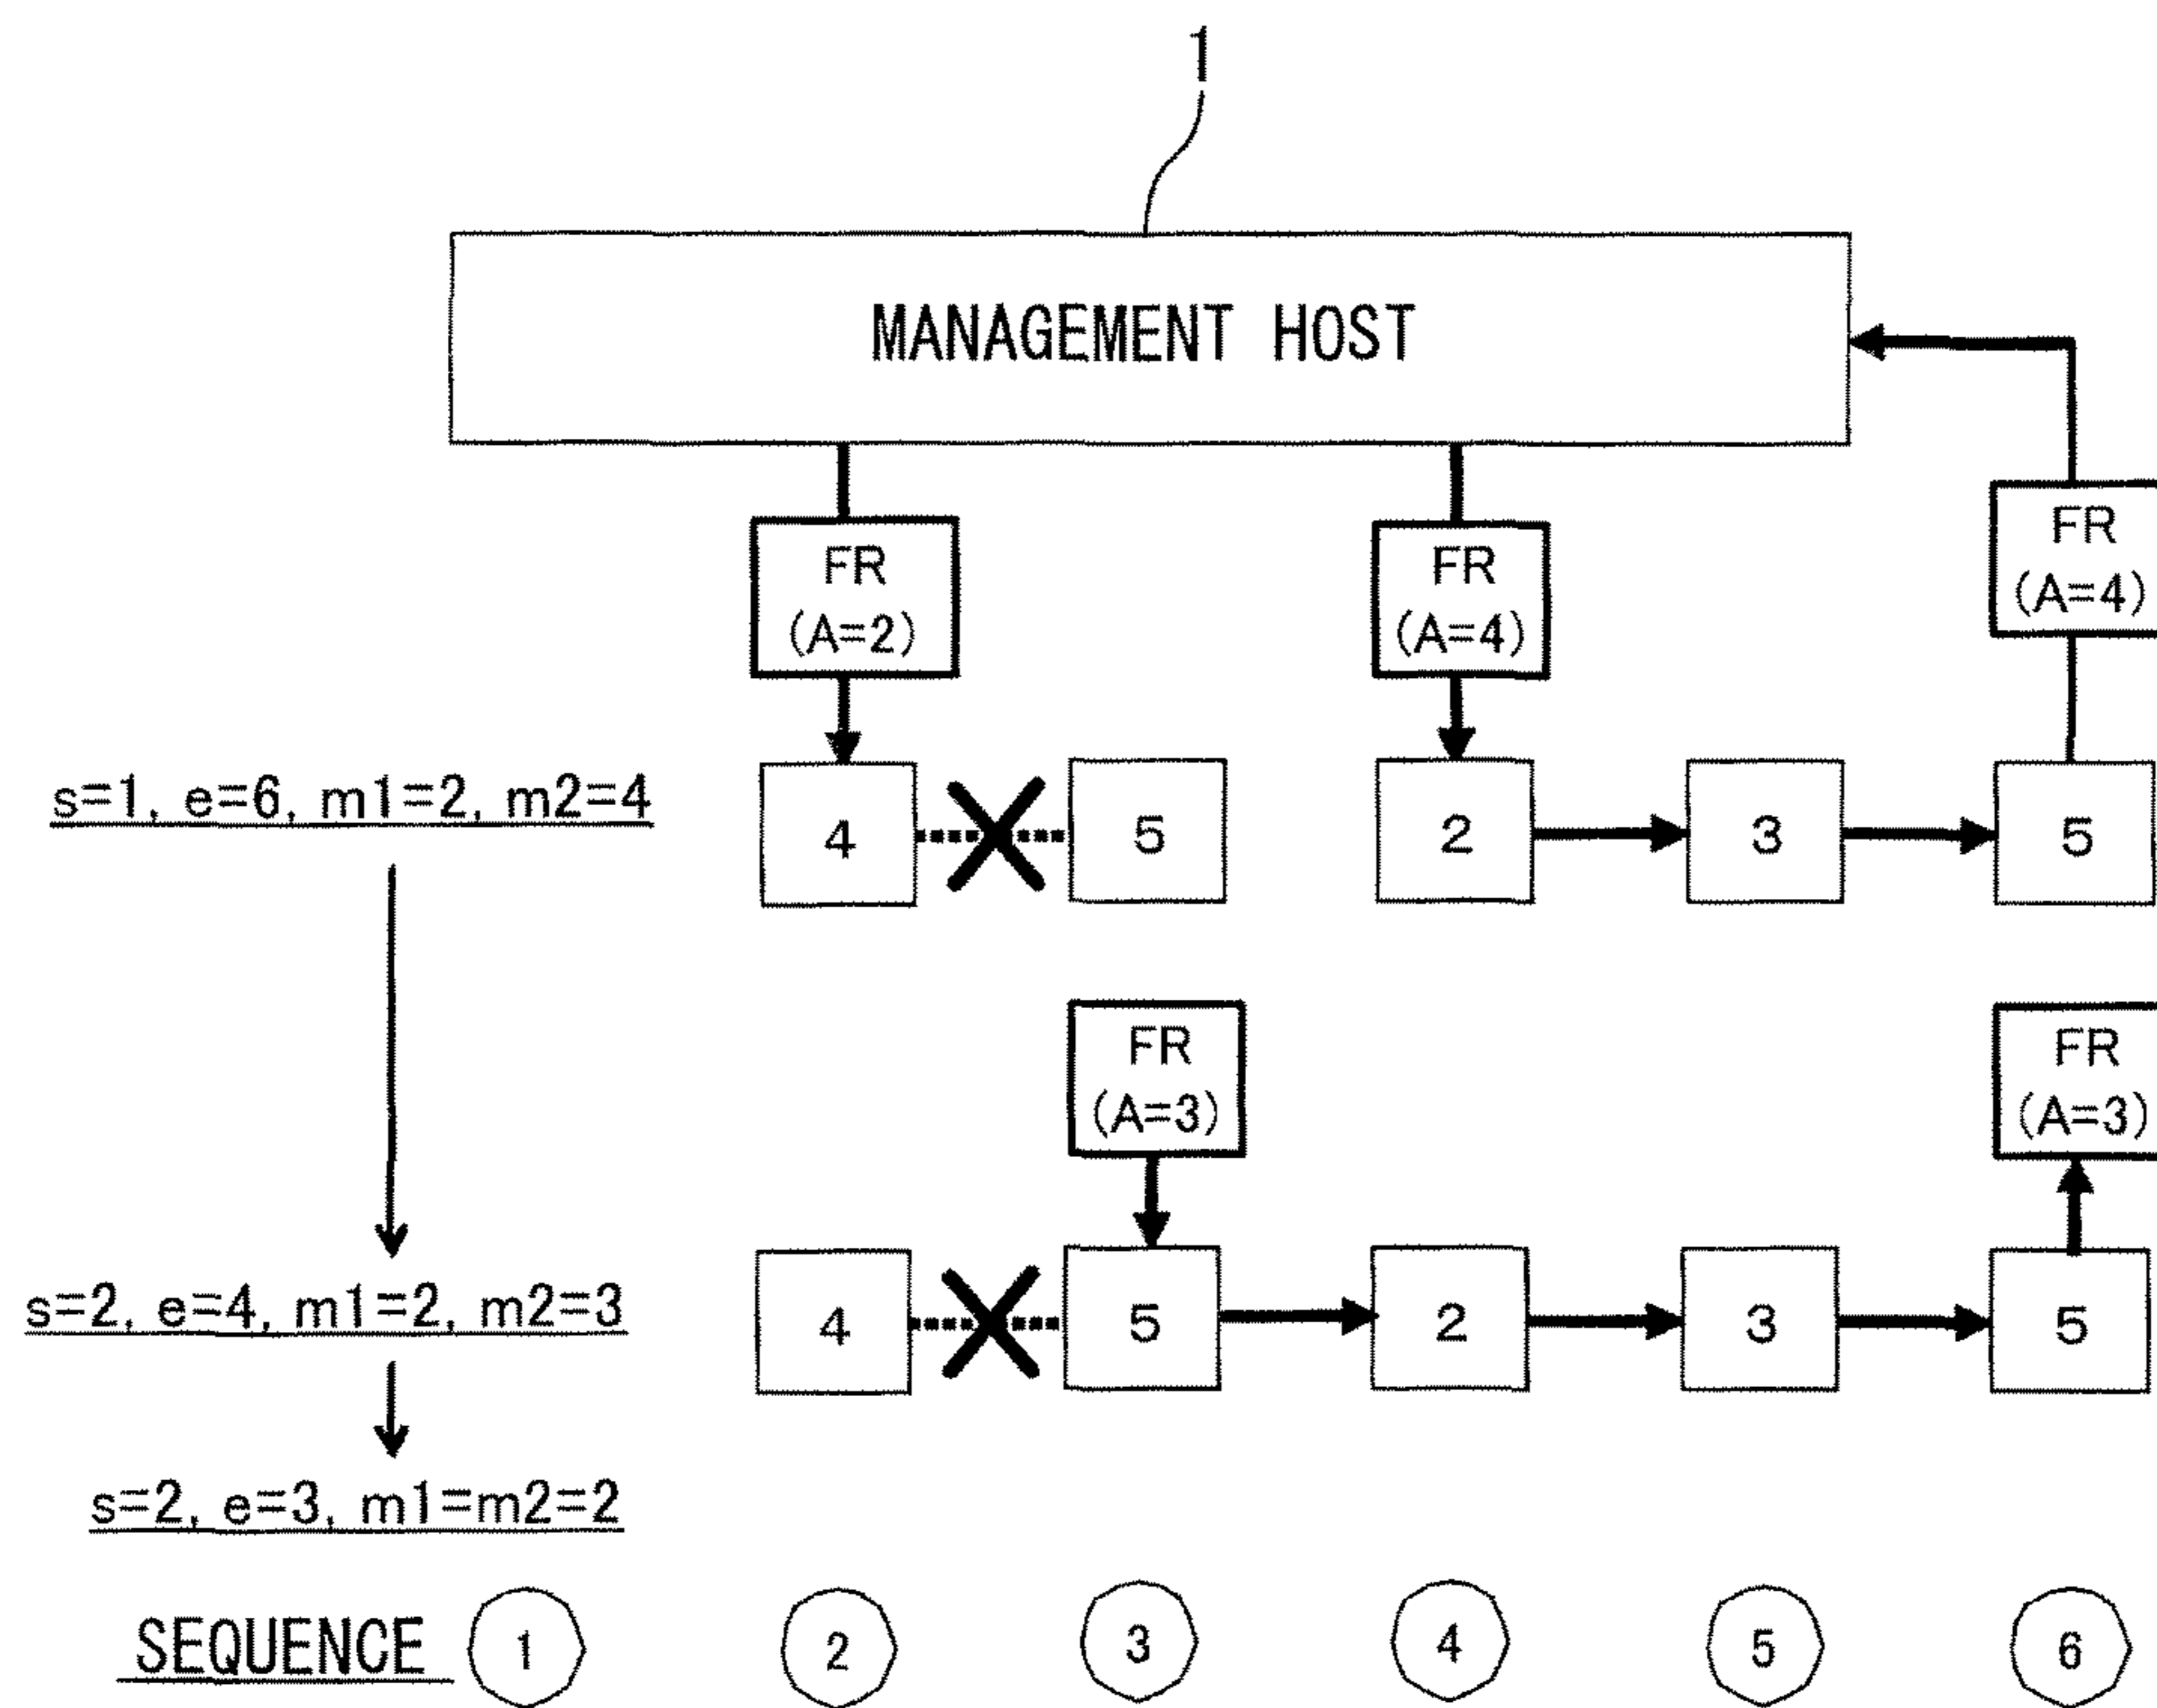 1
MANAGEMENT HOST
FR
(A=2)
FR
(A=4)
FR
(A=4)
s=1, e=6, m1=2, m2=4
4
5
2
3
5
FR
(A=3)
FR
(A=3)
s=2, e=4, m1=2, m2=3
4
5
2
3
5
s=2, e=3, m1=m2=2
SEQUENCE
1
2
3
4
5
6